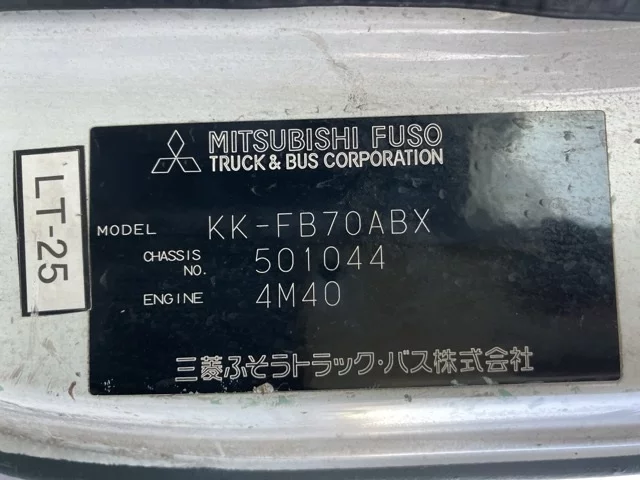 MITSUBISHI FUSO
TRUCK & BUS CORPORATION
LT-25
MODEL KK-FB70ABX
CHASSIS NO. 501044
ENGINE 4M40
三菱ふそうトラック・バス株式会社